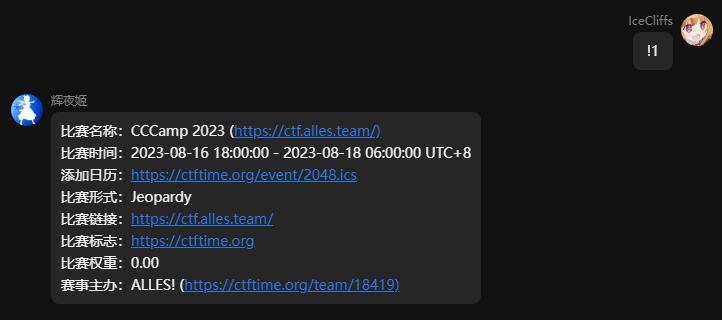 IceCliffs
!1
辉夜姬
比赛名称：CCCamp 2023 (https://ctf.alles.team/)
比赛时间：2023-08-16 18:00:00 - 2023-08-18 06:00:00 UTC+8
添加日历：https://ctftime.org/event/2048.ics
比赛形式：Jeopardy
比赛链接：https://ctf.alles.team/
比赛标志：https://ctftime.org
比赛权重：0.00
赛事主办：ALLES! (https://ctftime.org/team/18419)